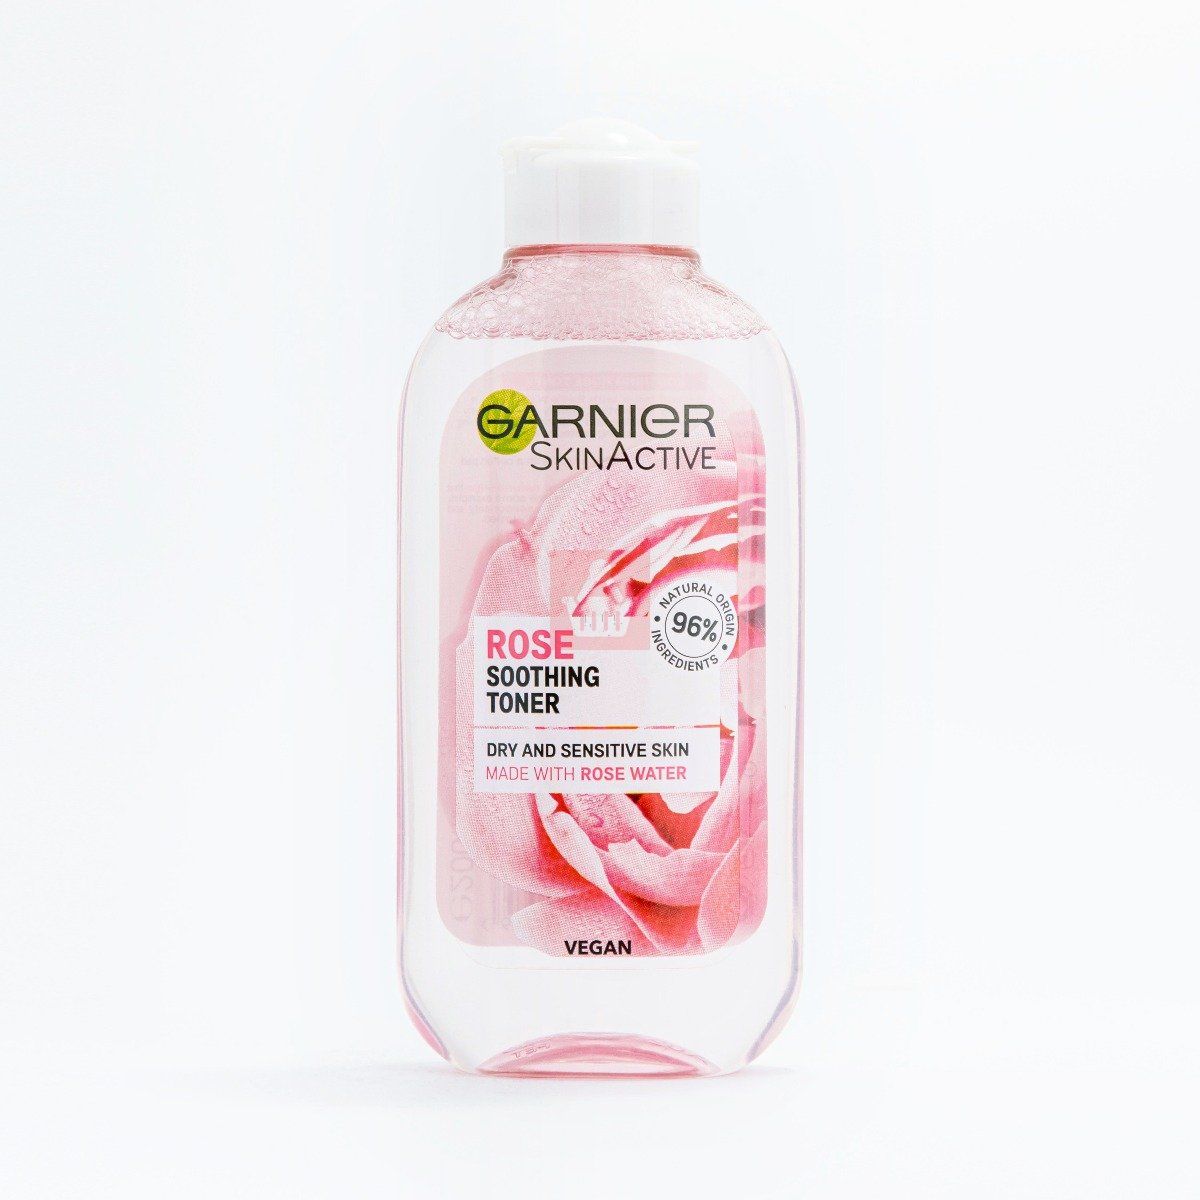 GARNIER
SKINACTIVE
NATURAL ORIGIN
96%
INGREDIENTS
ROSE
SOOTHING
TONER
DRY AND SENSITIVE SKIN
MADE WITH ROSE WATER
VEGAN